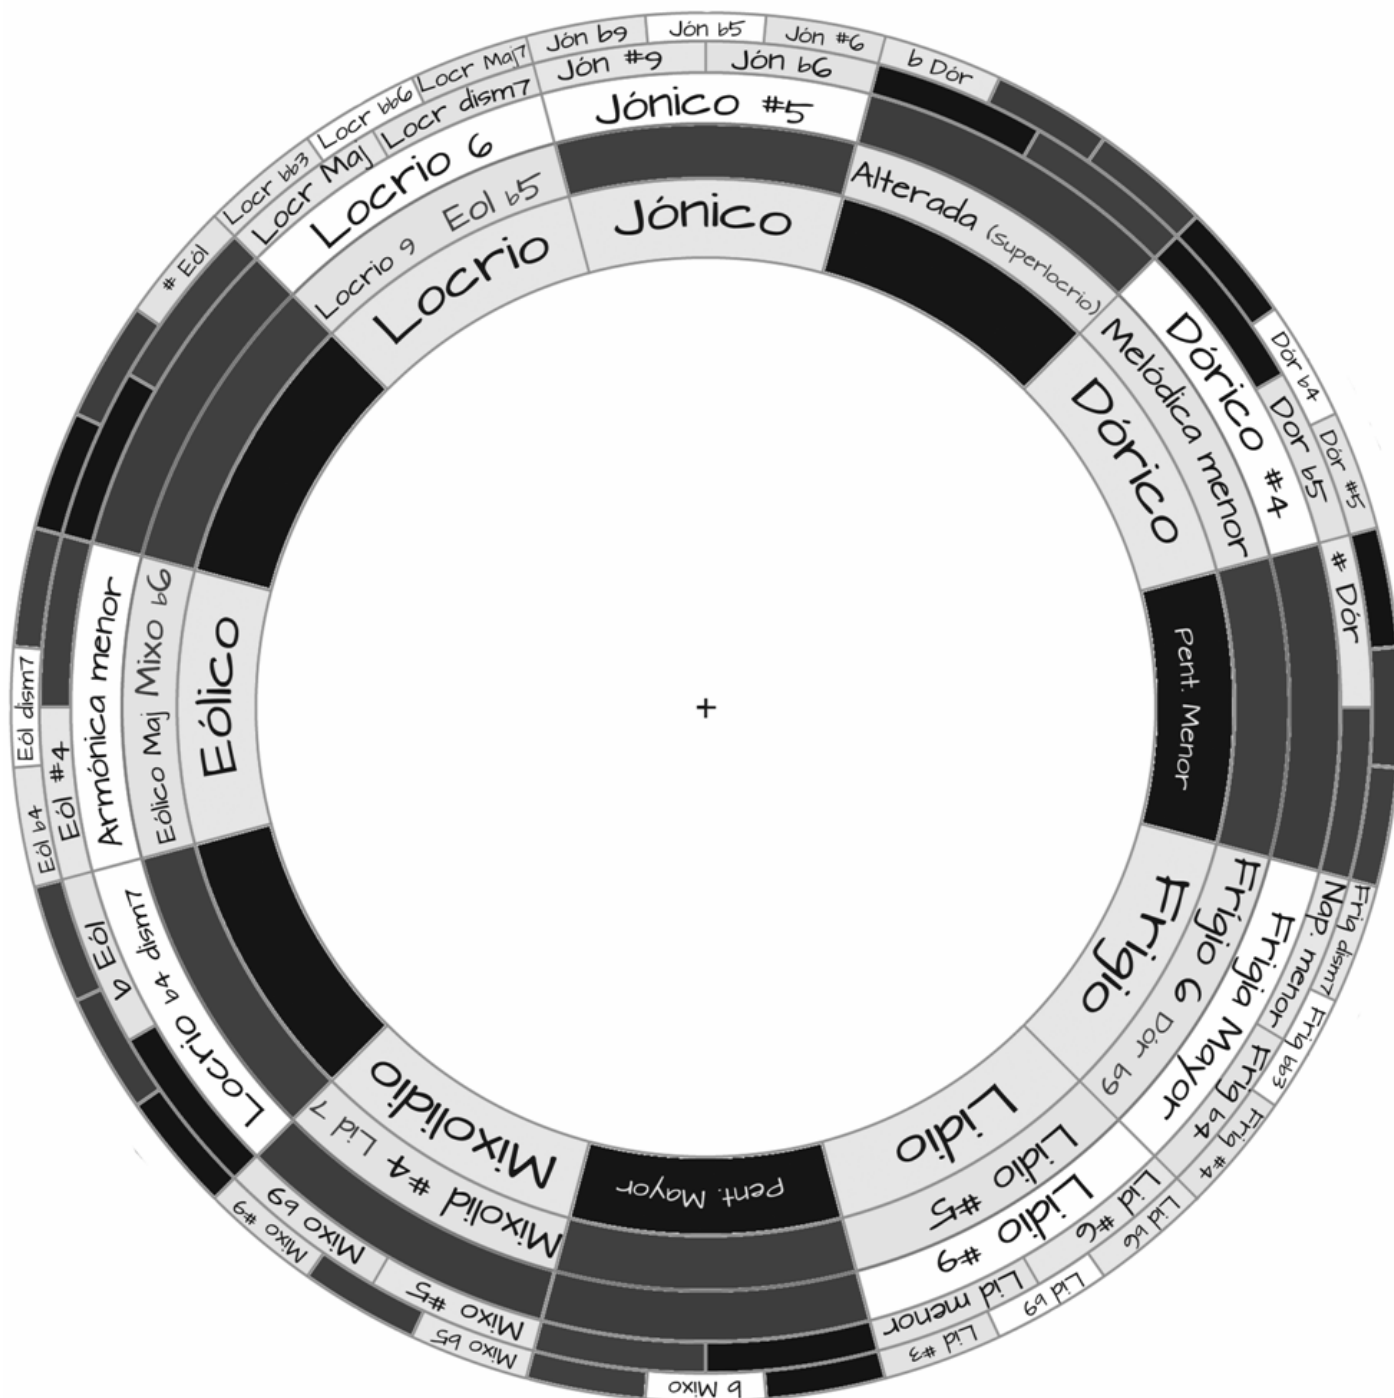 Jón b9
Jón b5
Jón #6
b Dór
Dór b4
Dór #5
Frig dism7
Frig bb3
Frig #4
Lid b6
Lid b9
Lid #3
b Mixo
Mixo b5
Mixo #9
Eól b4
Eól dism7
# Eól
Locr bb3
Locr bb6
Locr Maj7
Jón #9
Jón b6
Dor b5
# Dór
Nap. menor
Frig b4
Lid #6
Lid menor
Mixo #5
Mixo b9
b Eól
Eól #4
Locr Maj
Locr dism7
Jónico #5
Dórico #4
Frigia Mayor
Lidio #9
Locrio b4 dism7
Armónica menor
Locrio 6
Alterada (superlocrio)
Melódica menor
Frigio 6 Dór b9
Lidio #5
Mixolid #4 Lid 7
Eólico Maj Mixo b6
Locrio 9 Eol b5
Jónico
Dórico
Pent. Menor
Frigio
Lidio
Pent. Mayor
Mixolidio
Eólico
Locrio
+